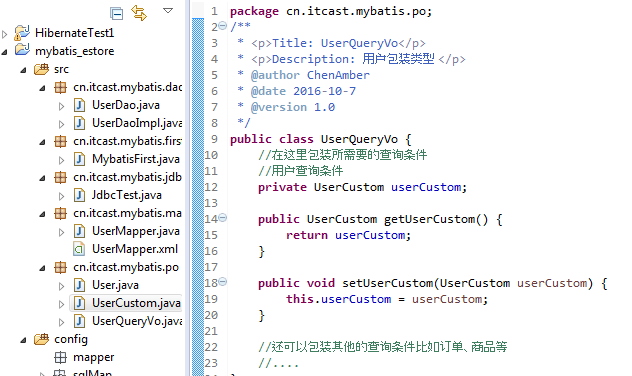 HibernateTest1
mybatis_estore
src
cn.itcast.mybatis.dao
UserDao.java
UserDaoImpl.java
cn.itcast.mybatis.first
MybatisFirst.java
cn.itcast.mybatis.jdb
JdbcTest.java
cn.itcast.mybatis.ma
UserMapper.java
UserMapper.xml
cn.itcast.mybatis.po
User.java
UserCustom.java
UserQueryVo.java
config
mapper
sqlMap
1 package cn.itcast.mybatis.po;
2 /**
3 * <p>Title: UserQueryVo</p>
4 * <p>Description: 用户包装类型 </p>
5 * @author ChenAmber
6 * @date 2016-10-7
7 * @version 1.0
8 */
9 public class UserQueryVo {
10 //在这里包装所需要的查询条件
11 //用户查询条件
12 private UserCustom userCustom;
13
14 public UserCustom getUserCustom() {
15 return userCustom;
16 }
17
18 public void setUserCustom(UserCustom userCustom) {
19 this.userCustom = userCustom;
20 }
21
22 //还可以包装其他的查询条件比如订单、商品等
23 //....
24